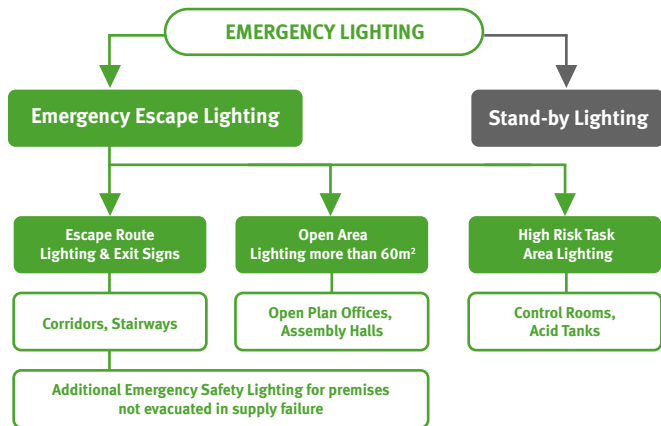 EMERGENCY LIGHTING
Emergency Escape Lighting
Stand-by Lighting
Escape Route
Lighting & Exit Signs
Open Area
Lighting more than 60m²
High Risk Task
Area Lighting
Corridors, Stairways
Open Plan Offices,
Assembly Halls
Control Rooms,
Acid Tanks
Additional Emergency Safety Lighting for premises
not evacuated in supply failure